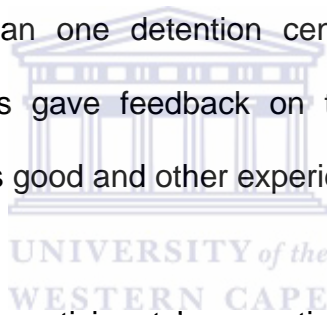 an one detention cen
s gave feedback on t
s good and other experie
UNIVERSITY of the
WESTERN CAPE